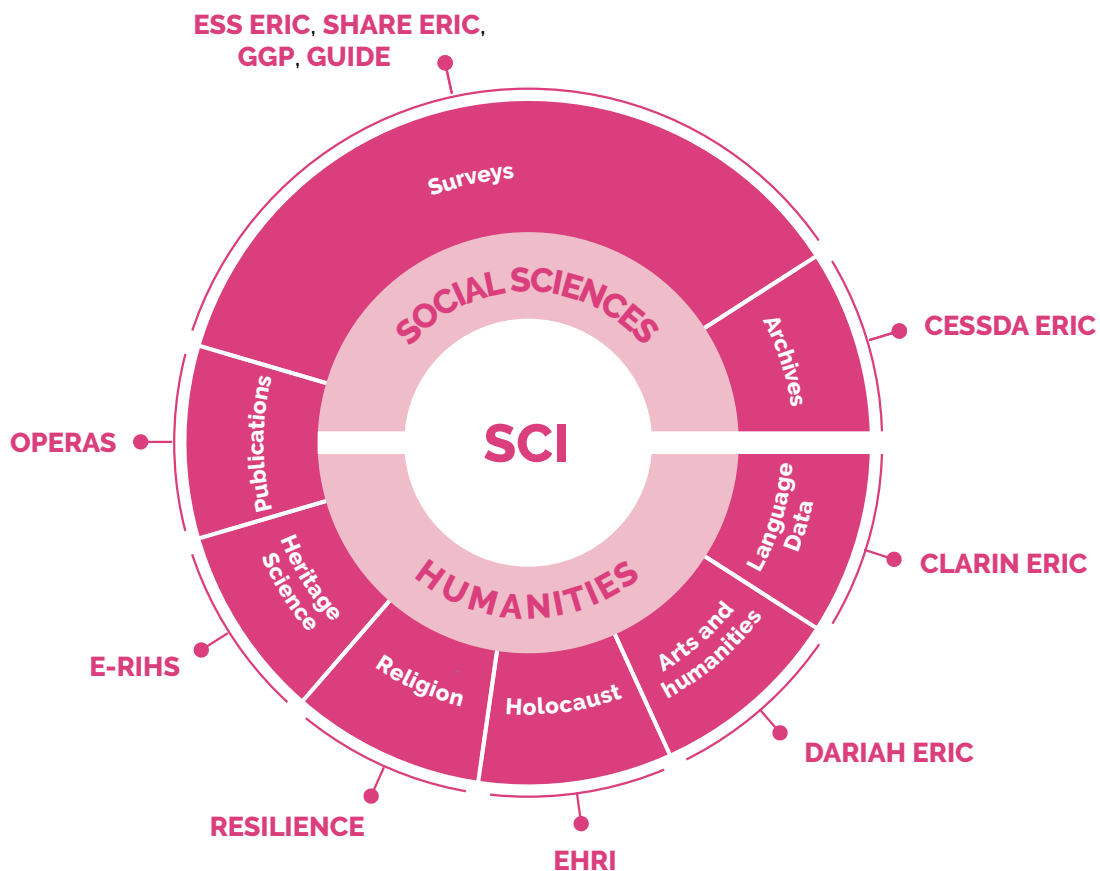 ESS ERIC, SHARE ERIC,
GGP, GUIDE
Surveys
SOCIAL SCIENCES
Archives
CESSDA ERIC
SCI
OPERAS
Publications
Language
Data
CLARIN ERIC
HUMANITIES
Heritage
Science
E-RIHS
Religion
RESILIENCE
Holocaust
EHRI
Arts and
humanities
DARIAH ERIC